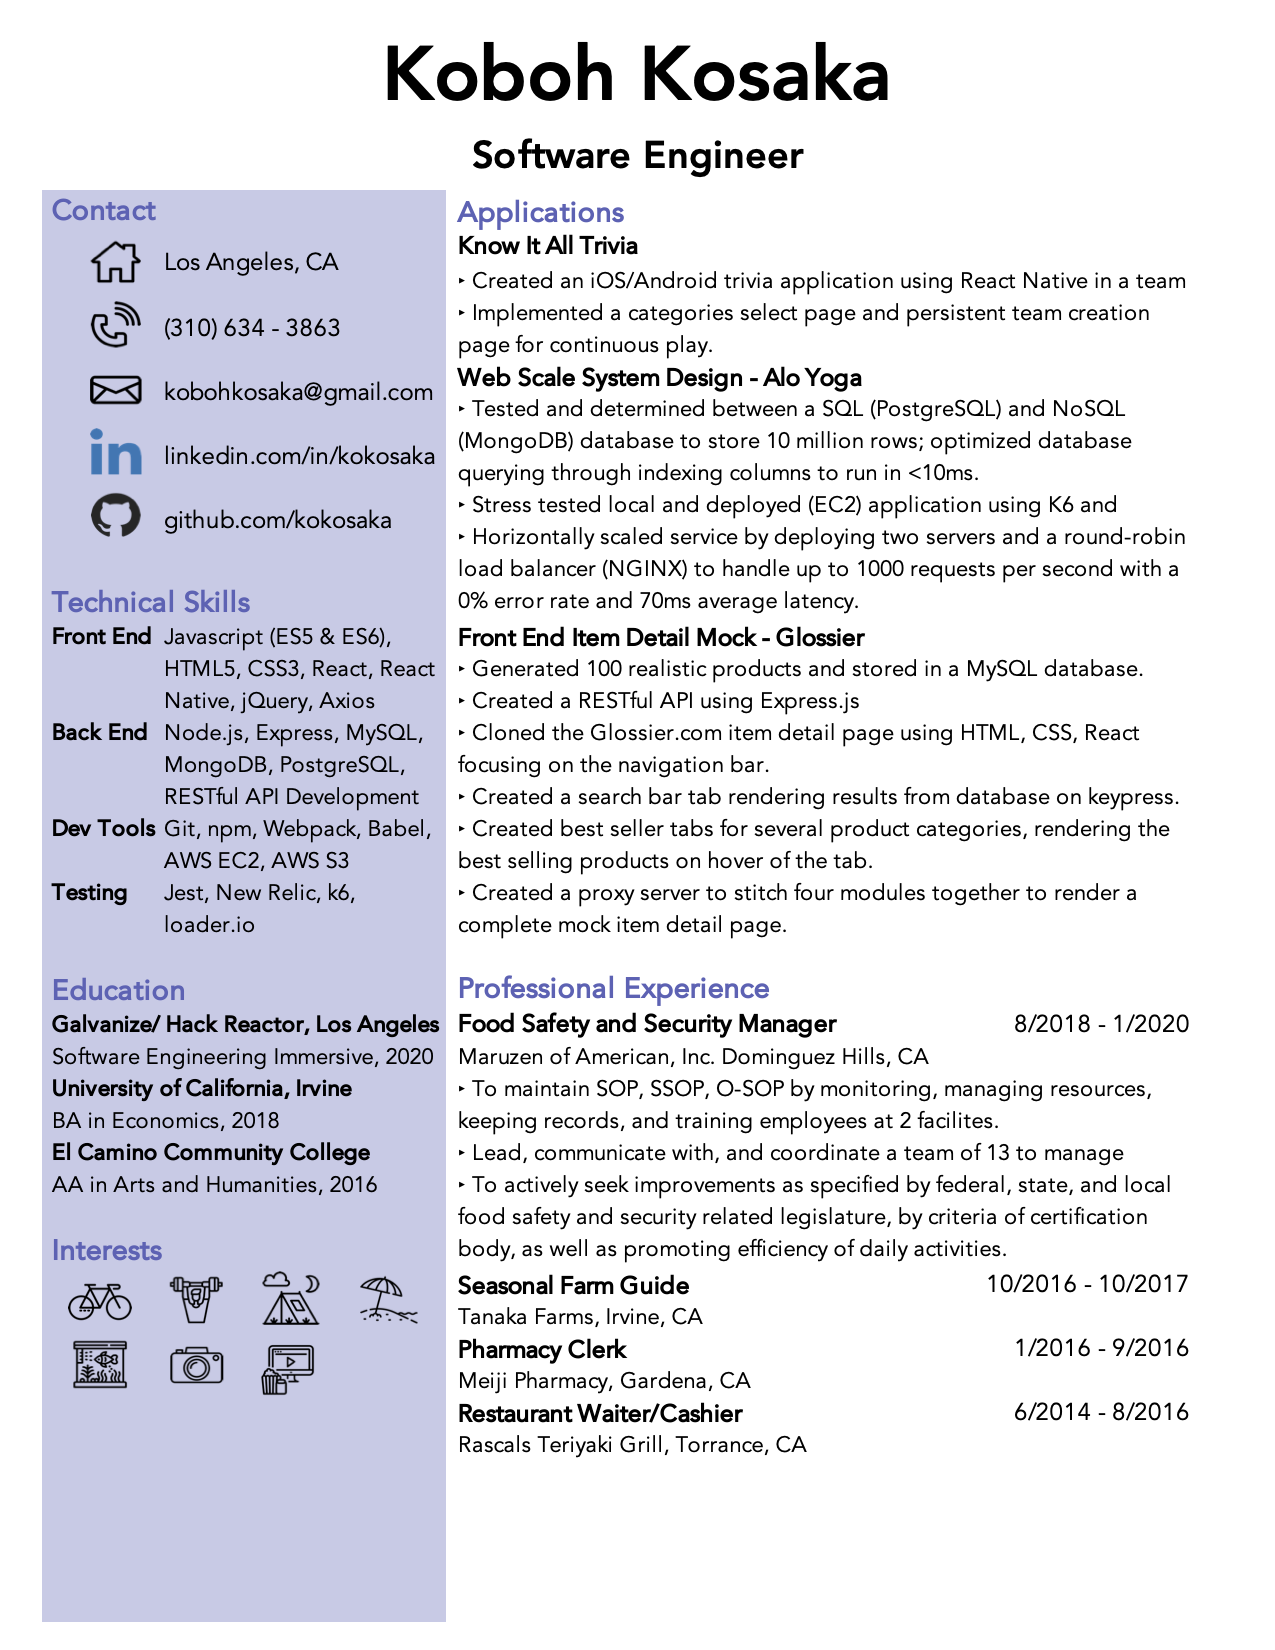 Koboh Kosaka
Software Engineer
Contact
Los Angeles, CA
(310) 634 - 3863
kobohkosaka@gmail.com
linkedin.com/in/kokosaka
github.com/kokosaka
Technical Skills
Front End Javascript (ES5 & ES6),
HTML5, CSS3, React, React
Native, jQuery, Axios
Back End Node.js, Express, MySQL,
MongoDB, PostgreSQL,
RESTful API Development
Dev Tools Git, npm, Webpack, Babel,
AWS EC2, AWS S3
Testing Jest, New Relic, k6,
loader.io
Education
Galvanize/ Hack Reactor, Los Angeles
Software Engineering Immersive, 2020
University of California, Irvine
BA in Economics, 2018
El Camino Community College
AA in Arts and Humanities, 2016
Interests
Applications
Know It All Trivia
‣ Created an iOS/Android trivia application using React Native in a team
‣ Implemented a categories select page and persistent team creation
page for continuous play.
Web Scale System Design - Alo Yoga
‣ Tested and determined between a SQL (PostgreSQL) and NoSQL
(MongoDB) database to store 10 million rows; optimized database
querying through indexing columns to run in <10ms.
‣ Stress tested local and deployed (EC2) application using K6 and
‣ Horizontally scaled service by deploying two servers and a round-robin
load balancer (NGINX) to handle up to 1000 requests per second with a
0% error rate and 70ms average latency.
Front End Item Detail Mock - Glossier
‣ Generated 100 realistic products and stored in a MySQL database.
‣ Created a RESTful API using Express.js
‣ Cloned the Glossier.com item detail page using HTML, CSS, React
focusing on the navigation bar.
‣ Created a search bar tab rendering results from database on keypress.
‣ Created best seller tabs for several product categories, rendering the
best selling products on hover of the tab.
‣ Created a proxy server to stitch four modules together to render a
complete mock item detail page.
Professional Experience
Food Safety and Security Manager 8/2018 - 1/2020
Maruzen of American, Inc. Dominguez Hills, CA
‣ To maintain SOP, SSOP, O-SOP by monitoring, managing resources,
keeping records, and training employees at 2 facilites.
‣ Lead, communicate with, and coordinate a team of 13 to manage
‣ To actively seek improvements as specified by federal, state, and local
food safety and security related legislature, by criteria of certification
body, as well as promoting efficiency of daily activities.
Seasonal Farm Guide 10/2016 - 10/2017
Tanaka Farms, Irvine, CA
Pharmacy Clerk 1/2016 - 9/2016
Meiji Pharmacy, Gardena, CA
Restaurant Waiter/Cashier 6/2014 - 8/2016
Rascals Teriyaki Grill, Torrance, CA